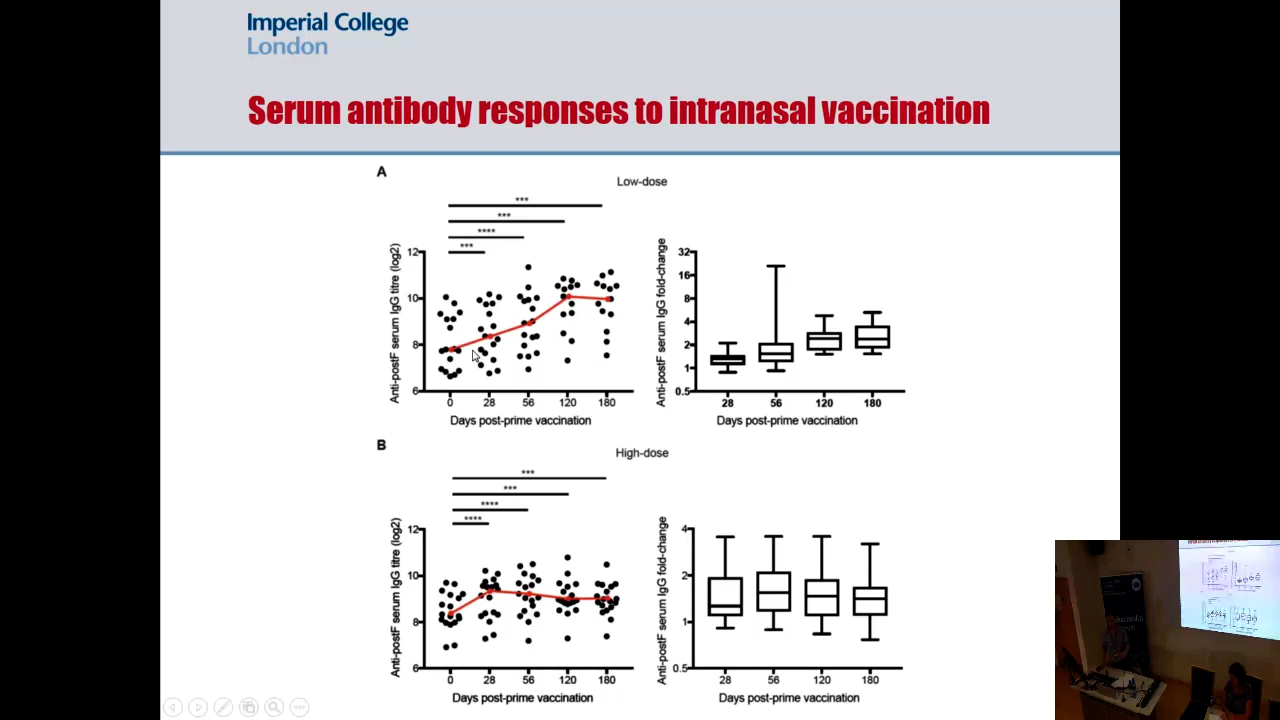 Imperial College
London
Serum antibody responses to intranasal vaccination
A
Low-dose
***
***
****
***
Anti-postF serum IgG titre (log2)
12
10
8
6
0 28 56 120 180
Days post-prime vaccination
Anti-postF serum IgG fold-change
32
16
8
4
2
1
0.5
28 56 120 180
Days post-prime vaccination
B
High-dose
***
***
****
****
Anti-postF serum IgG titre (log2)
12
10
8
6
0 28 56 120 180
Days post-prime vaccination
Anti-postF serum IgG fold-change
4
2
1
0.5
28 56 120 180
Days post-prime vaccination